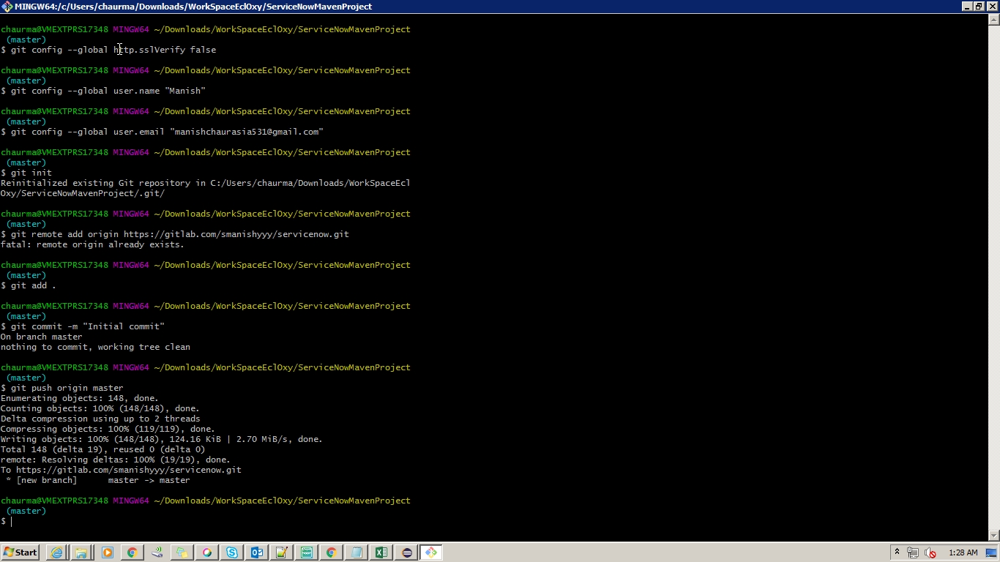 MINGW64:/c/Users/chaurma/Downloads/WorkSpaceEclOxy/ServiceNowMavenProject
chaurma@VMEXTPRS17348 MINGW64 ~/Downloads/WorkSpaceEclOxy/ServiceNowMavenProject
(master)
$ git config --global http.sslVerify false
chaurma@VMEXTPRS17348 MINGW64 ~/Downloads/WorkSpaceEclOxy/ServiceNowMavenProject
(master)
$ git config --global user.name "Manish"
chaurma@VMEXTPRS17348 MINGW64 ~/Downloads/WorkSpaceEclOxy/ServiceNowMavenProject
(master)
$ git config --global user.email "manishchaurasia531@gmail.com"
chaurma@VMEXTPRS17348 MINGW64 ~/Downloads/WorkSpaceEclOxy/ServiceNowMavenProject
(master)
$ git init
Reinitialized existing Git repository in C:/Users/chaurma/Downloads/WorkSpaceEcl
Oxy/ServiceNowMavenProject/.git/
chaurma@VMEXTPRS17348 MINGW64 ~/Downloads/WorkSpaceEclOxy/ServiceNowMavenProject
(master)
$ git remote add origin https://gitlab.com/smanishyyy/servicenow.git
fatal: remote origin already exists.
chaurma@VMEXTPRS17348 MINGW64 ~/Downloads/WorkSpaceEclOxy/ServiceNowMavenProject
(master)
$ git add .
chaurma@VMEXTPRS17348 MINGW64 ~/Downloads/WorkSpaceEclOxy/ServiceNowMavenProject
(master)
$ git commit -m "Initial commit"
On branch master
nothing to commit, working tree clean
chaurma@VMEXTPRS17348 MINGW64 ~/Downloads/WorkSpaceEclOxy/ServiceNowMavenProject
(master)
$ git push origin master
Enumerating objects: 148, done.
Counting objects: 100% (148/148), done.
Delta compression using up to 2 threads
Compressing objects: 100% (119/119), done.
Writing objects: 100% (148/148), 124.16 KiB | 2.70 MiB/s, done.
Total 148 (delta 19), reused 0 (delta 0)
remote: Resolving deltas: 100% (19/19), done.
To https://gitlab.com/smanishyyy/servicenow.git
* [new branch] master -> master
chaurma@VMEXTPRS17348 MINGW64 ~/Downloads/WorkSpaceEclOxy/ServiceNowMavenProject
(master)
$
Start 1:28 AM